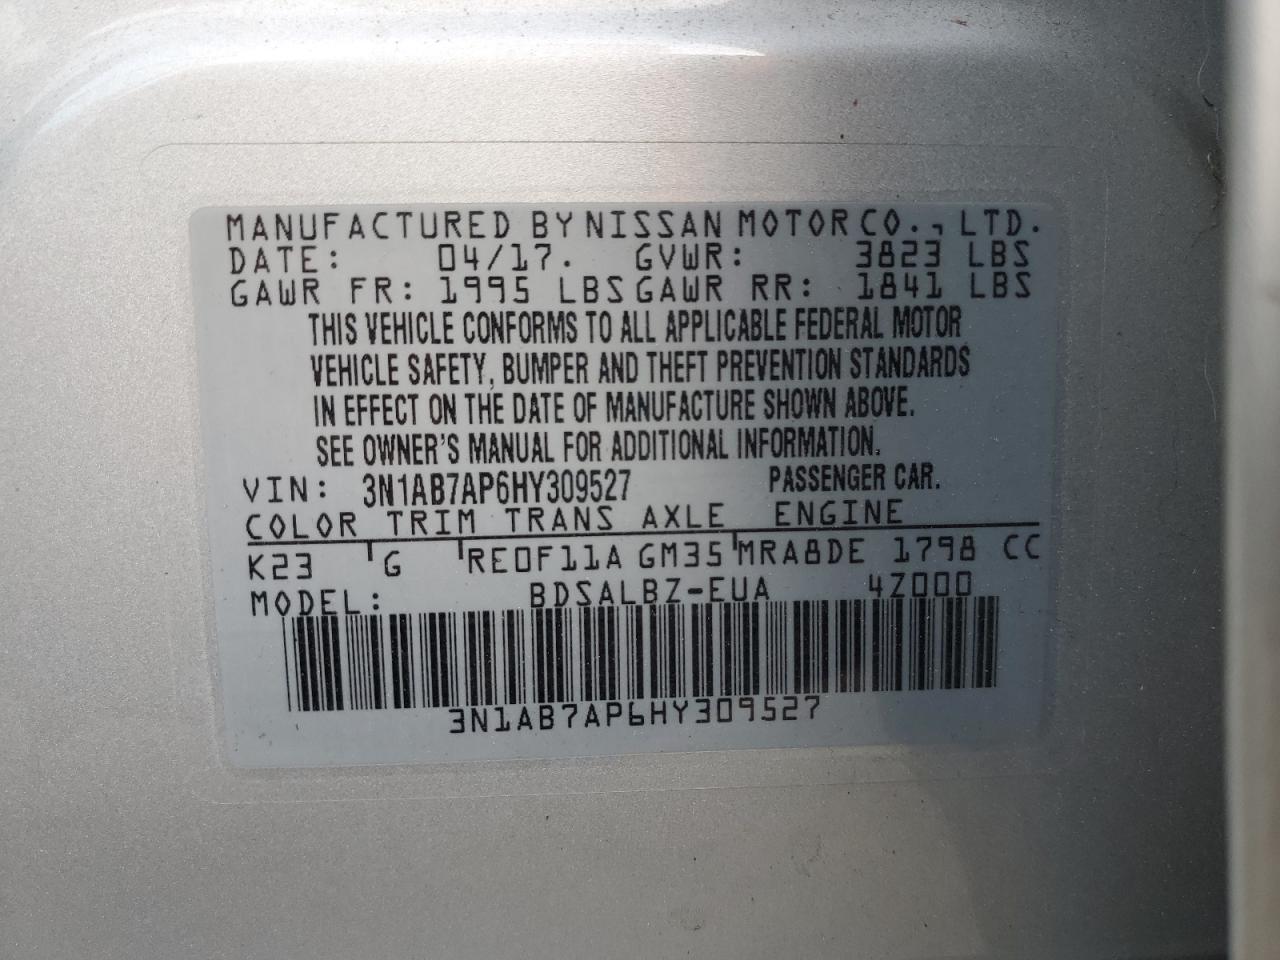 MANUFACTURED BY NISSAN MOTOR CO., LTD.
DATE: 04/17. GVWR: 3823 LBS
GAWR FR: 1995 LBS GAWR RR: 1841 LBS
THIS VEHICLE CONFORMS TO ALL APPLICABLE FEDERAL MOTOR
VEHICLE SAFETY, BUMPER AND THEFT PREVENTION STANDARDS
IN EFFECT ON THE DATE OF MANUFACTURE SHOWN ABOVE.
SEE OWNER'S MANUAL FOR ADDITIONAL INFORMATION.
VIN: 3N1AB7AP6HY309527 PASSENGER CAR.
COLOR TRIM TRANS AXLE ENGINE
K23 G RE0F11A GM35 MRA8DE 1798 CC
MODEL: BDSALBZ-EUA 4Z000
3N1AB7AP6HY309527